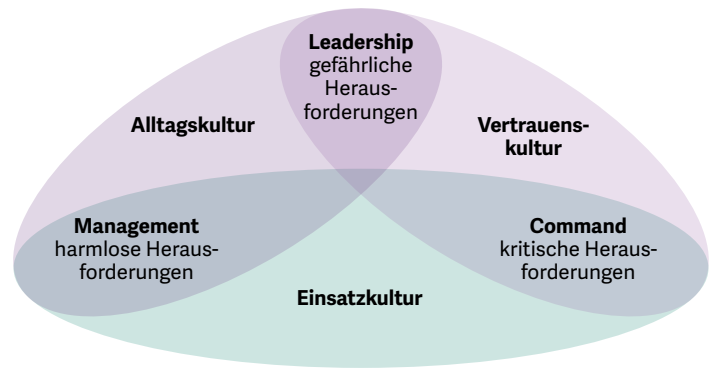 Leadership
gefährliche
Heraus-
forderungen
Alltagskultur
Vertrauens-
kultur
Management
harmlose Heraus-
forderungen
Command
kritische Heraus-
forderungen
Einsatzkultur